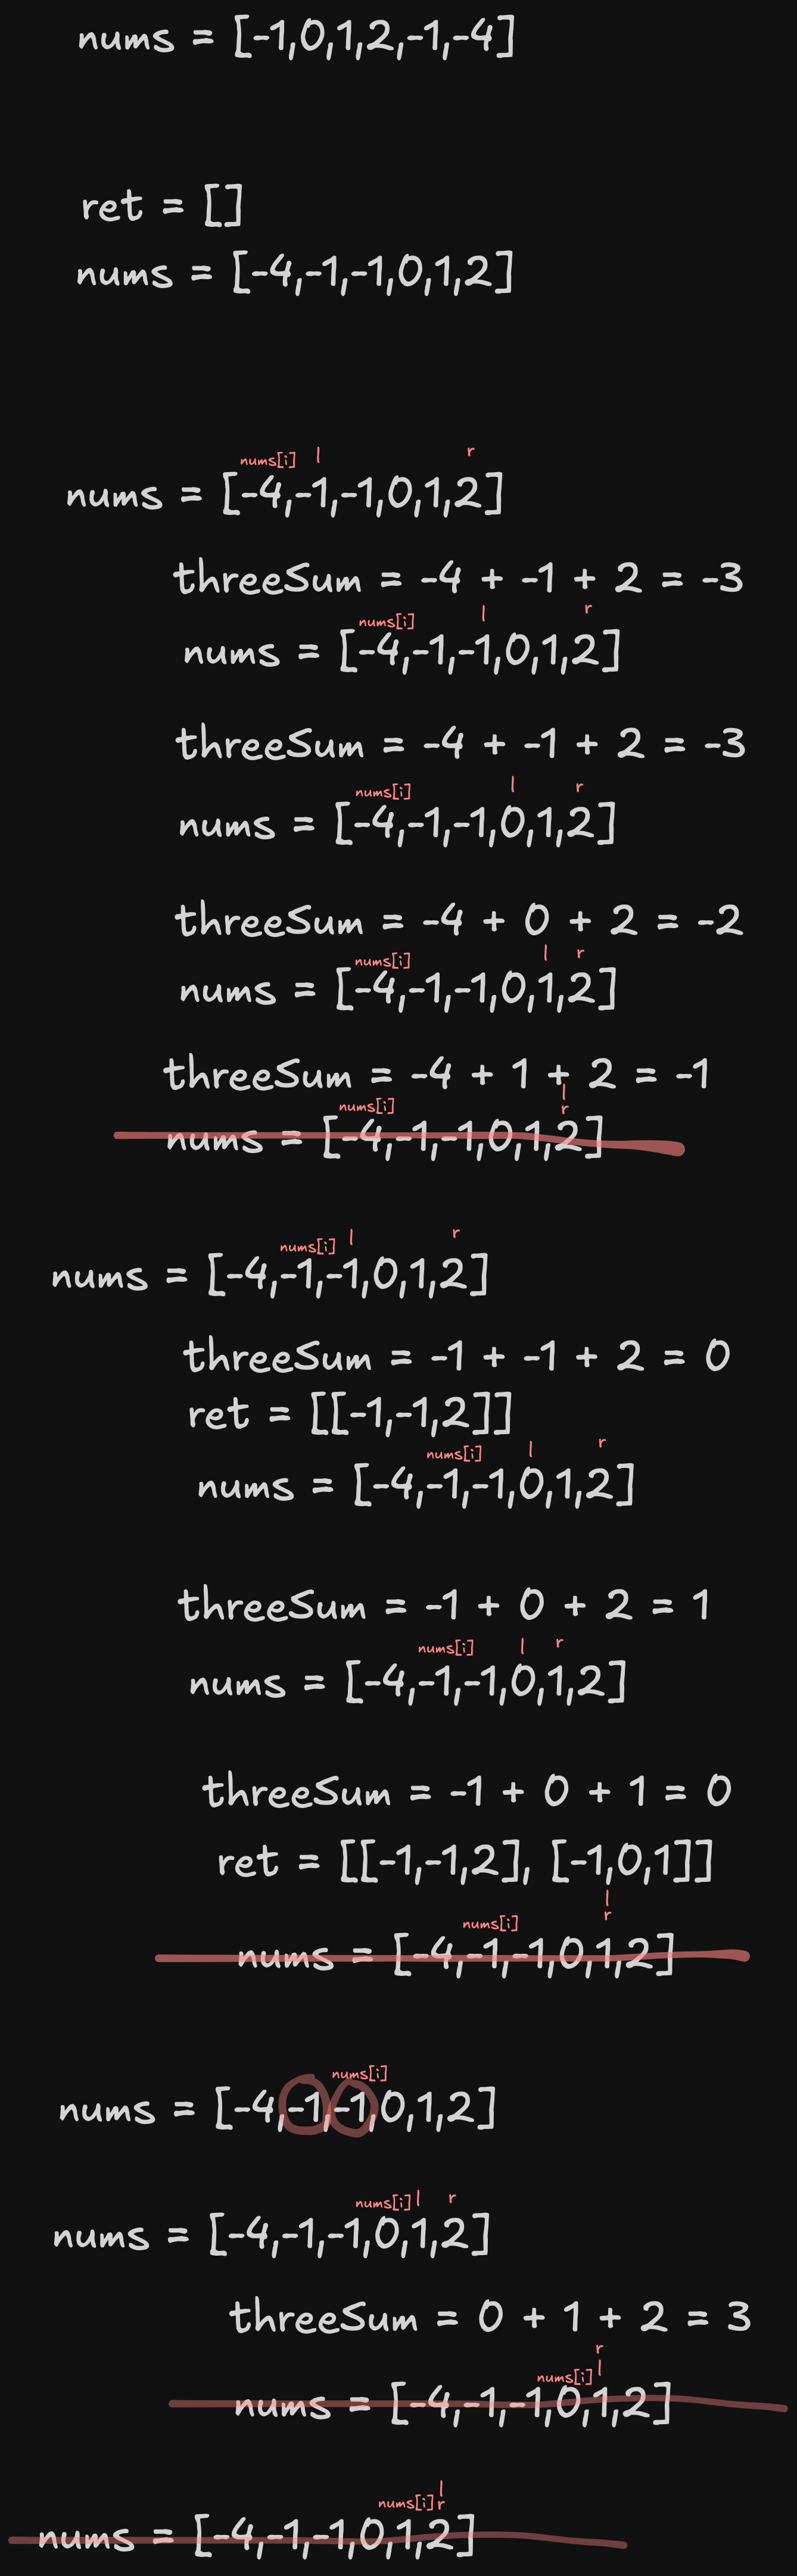 nums = [-1,0,1,2,-1,-4]
ret = []
nums = [-4,-1,-1,0,1,2]
nums[i] l r
nums = [-4,-1,-1,0,1,2]
threeSum = -4 + -1 + 2 = -3
nums[i] l r
nums = [-4,-1,-1,0,1,2]
threeSum = -4 + -1 + 2 = -3
nums[i] l r
nums = [-4,-1,-1,0,1,2]
threeSum = -4 + 0 + 2 = -2
nums[i] l r
nums = [-4,-1,-1,0,1,2]
threeSum = -4 + 1 + 2 = -1
l
nums[i] r
nums = [-4,-1,-1,0,1,2]
nums[i] l r
nums = [-4,-1,-1,0,1,2]
threeSum = -1 + -1 + 2 = 0
ret = [[-1,-1,2]]
nums[i] l r
nums = [-4,-1,-1,0,1,2]
threeSum = -1 + 0 + 2 = 1
nums[i] l r
nums = [-4,-1,-1,0,1,2]
threeSum = -1 + 0 + 1 = 0
ret = [[-1,-1,2], [-1,0,1]]
l
nums[i] r
nums = [-4,-1,-1,0,1,2]
nums[i]
nums = [-4,-1,-1,0,1,2]
nums[i] l r
nums = [-4,-1,-1,0,1,2]
threeSum = 0 + 1 + 2 = 3
r
nums[i] l
nums = [-4,-1,-1,0,1,2]
l
nums[i] r
nums = [-4,-1,-1,0,1,2]